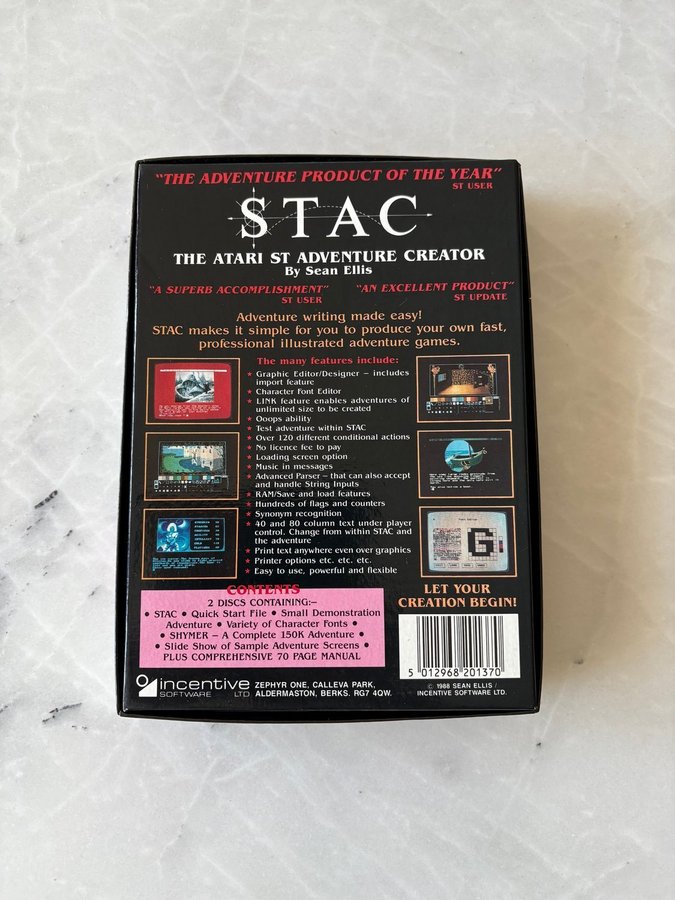 "THE ADVENTURE PRODUCT OF THE YEAR"
ST USER
STAC
THE ATARI ST ADVENTURE CREATOR
By Sean Ellis
"A SUPERB ACCOMPLISHMENT"
ST USER
"AN EXCELLENT PRODUCT"
ST UPDATE
Adventure writing made easy!
STAC makes it simple for you to produce your own fast,
professional illustrated adventure games.
The many features include:
★ Graphic Editor/Designer – includes
import feature
★ Character Font Editor
★ LINK feature enables adventures of
unlimited size to be created
★ Ooops ability
★ Test adventure within STAC
★ Over 120 different conditional actions
★ No licence fee to pay
★ Loading screen option
★ Music in messages
★ Advanced Parser – that can also accept
and handle String Inputs
★ RAM/Save and load features
★ Hundreds of flags and counters
★ Synonym recognition
★ 40 and 80 column text under player
control. Change from within STAC and
the adventure
★ Print text anywhere even over graphics
★ Printer options etc. etc. etc.
★ Easy to use, powerful and flexible
CONTENTS
2 DISCS CONTAINING:–
• STAC • Quick Start File • Small Demonstration
Adventure • Variety of Character Fonts •
• SHYMER – A Complete 150K Adventure •
• Slide Show of Sample Adventure Screens •
PLUS COMPREHENSIVE 70 PAGE MANUAL
LET YOUR
CREATION BEGIN!
5 012968 201370
incentive
SOFTWARE LTD
ZEPHYR ONE, CALLEVA PARK,
ALDERMASTON, BERKS. RG7 4QW.
© 1988 SEAN ELLIS /
INCENTIVE SOFTWARE LTD.